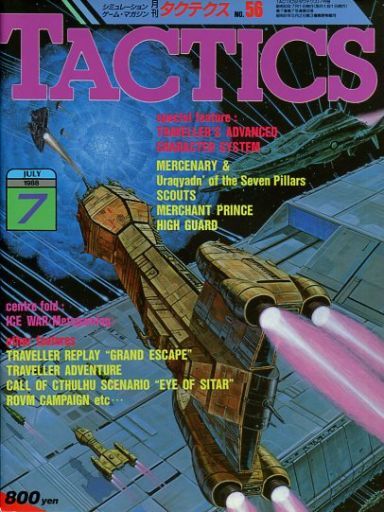 シミュレーション
ゲーム・マガジン
月刊
タクテクス NO.56
TACTICS
special feature :
TRAVELLER'S ADVANCED
CHARACTER SYSTEM
MERCENARY &
Uraqyadn' of the Seven Pillars
SCOUTS
MERCHANT PRINCE
HIGH GUARD
JULY
1988
7
centre fold :
ICE WAR/Metagaming
other features
TRAVELLER REPLAY "GRAND ESCAPE"
TRAVELLER ADVENTURE
CALL OF CTHULHU SCENARIO "EYE OF SITAR"
ROVM CAMPAIGN etc…
800 yen